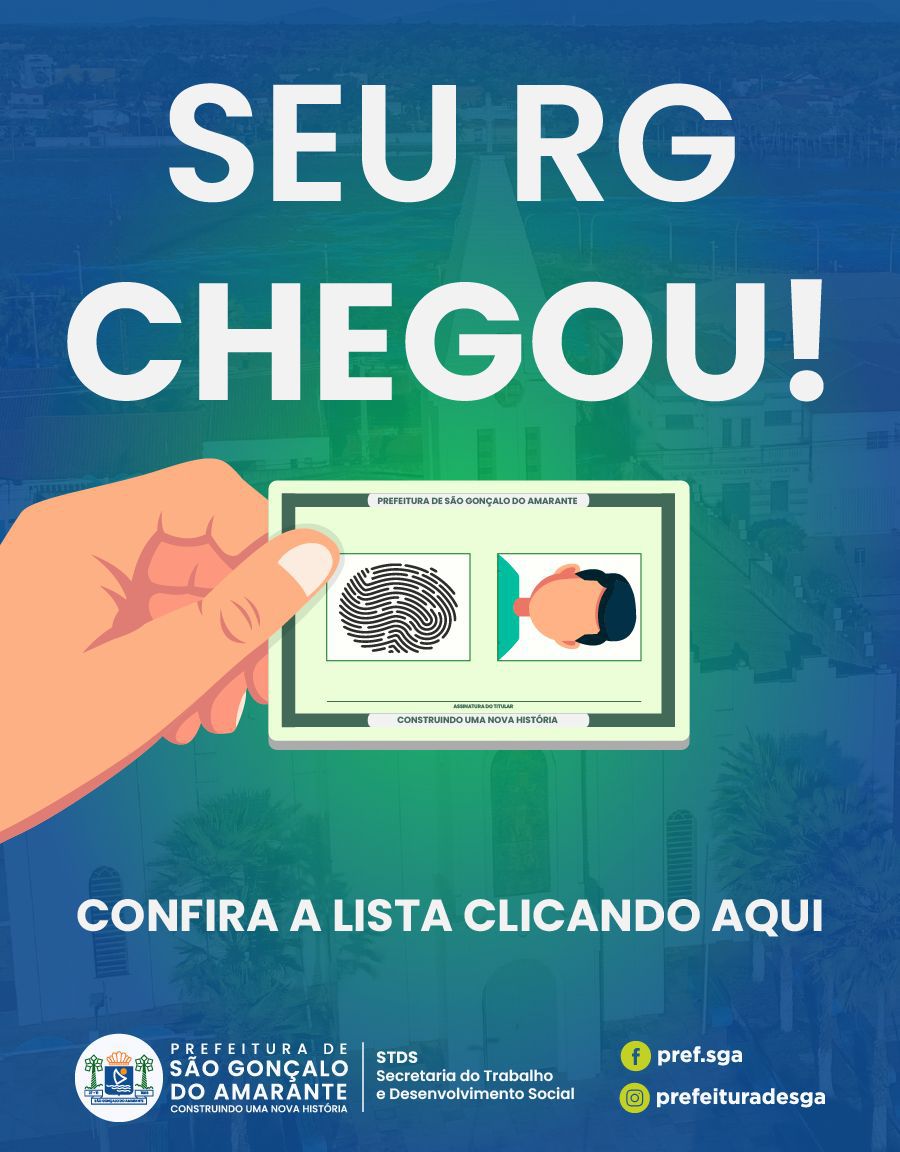 SEU RG
CHEGOU!
PREFEITURA DE SÃO GONÇALO DO AMARANTE
ASSINATURA DO TITULAR
CONSTRUINDO UMA NOVA HISTÓRIA
CONFIRA A LISTA CLICANDO AQUI
PREFEITURA DE
SÃO GONÇALO
DO AMARANTE
CONSTRUINDO UMA NOVA HISTÓRIA
STDS
Secretaria do Trabalho
e Desenvolvimento Social
pref.sga
prefeituradesga